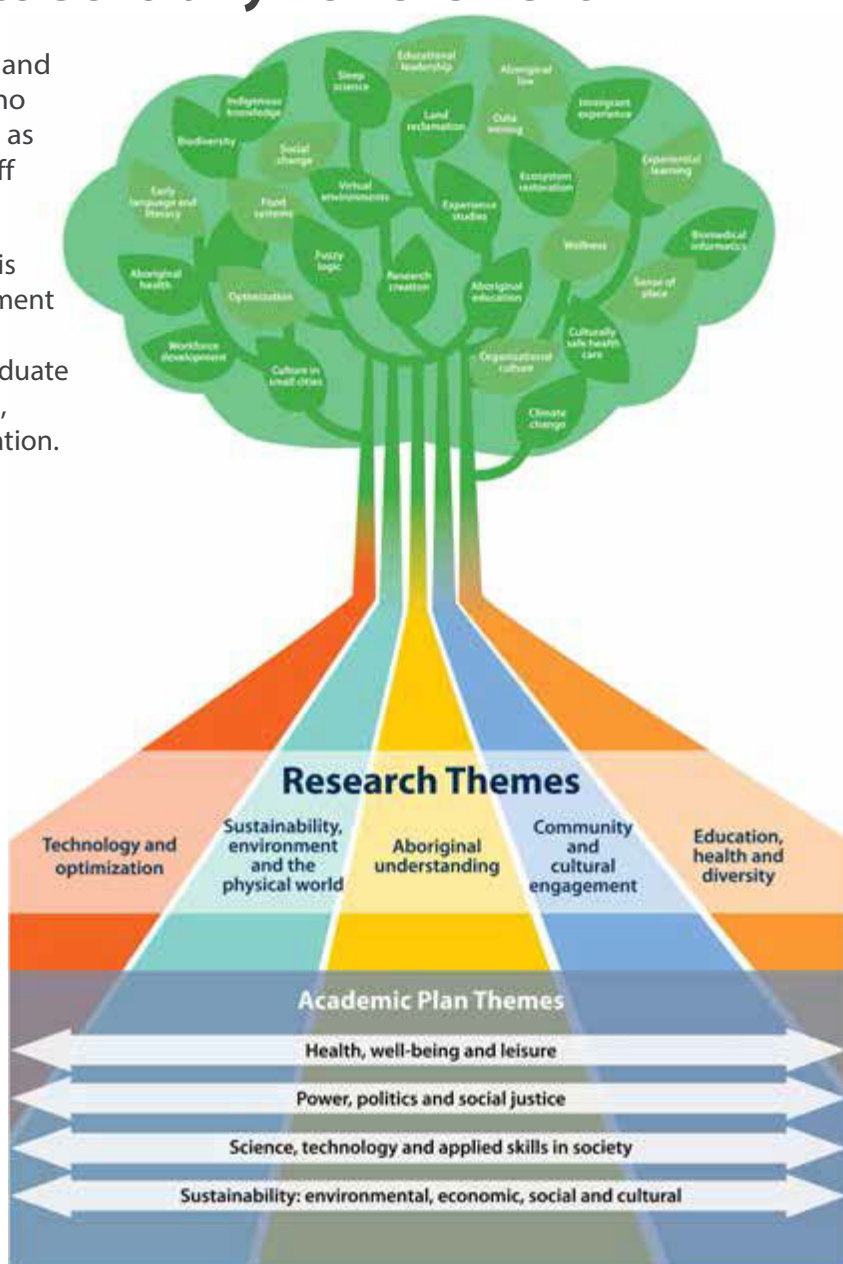 and
no
as
ff
is
ment
duate
,
ation.
Educational
leadership
Sleep
science
Aboriginal
law
Indigenous
knowledge
Land
reclamation
Data
mining
Immigrant
experience
Biodiversity
Social
change
Ecosystem
restoration
Experiential
learning
Early
language and
literacy
Food
systems
Virtual
environments
Experience
studies
Wellness
Biomedical
informatics
Aboriginal
health
Fuzzy
logic
Research
creation
Aboriginal
education
Sense of
place
Optimization
Workforce
development
Culture in
small cities
Organizational
culture
Culturally
safe health
care
Climate
change
Research Themes
Technology and
optimization
Sustainability,
environment
and the
physical world
Aboriginal
understanding
Community
and
cultural
engagement
Education,
health and
diversity
Academic Plan Themes
Health, well-being and leisure
Power, politics and social justice
Science, technology and applied skills in society
Sustainability: environmental, economic, social and cultural